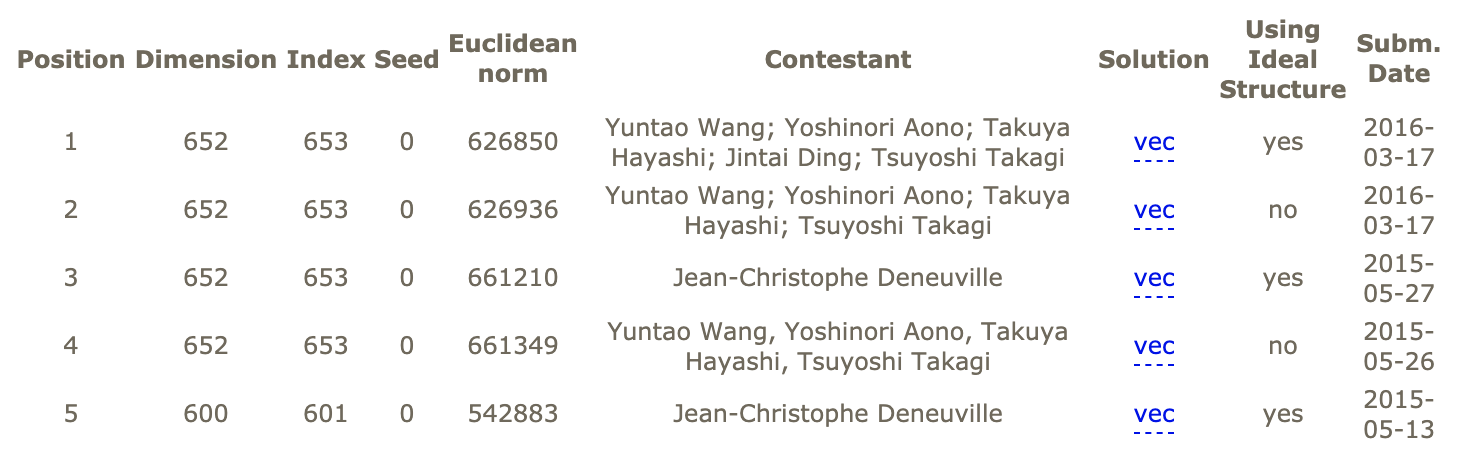 Position Dimension Index Seed Euclidean norm Contestant Solution Using Ideal Structure Subm. Date
1 652 653 0 626850 Yuntao Wang; Yoshinori Aono; Takuya Hayashi; Jintai Ding; Tsuyoshi Takagi vec yes 2016-03-17
2 652 653 0 626936 Yuntao Wang; Yoshinori Aono; Takuya Hayashi; Tsuyoshi Takagi vec no 2016-03-17
3 652 653 0 661210 Jean-Christophe Deneuville vec yes 2015-05-27
4 652 653 0 661349 Yuntao Wang, Yoshinori Aono, Takuya Hayashi, Tsuyoshi Takagi vec no 2015-05-26
5 600 601 0 542883 Jean-Christophe Deneuville vec yes 2015-05-13